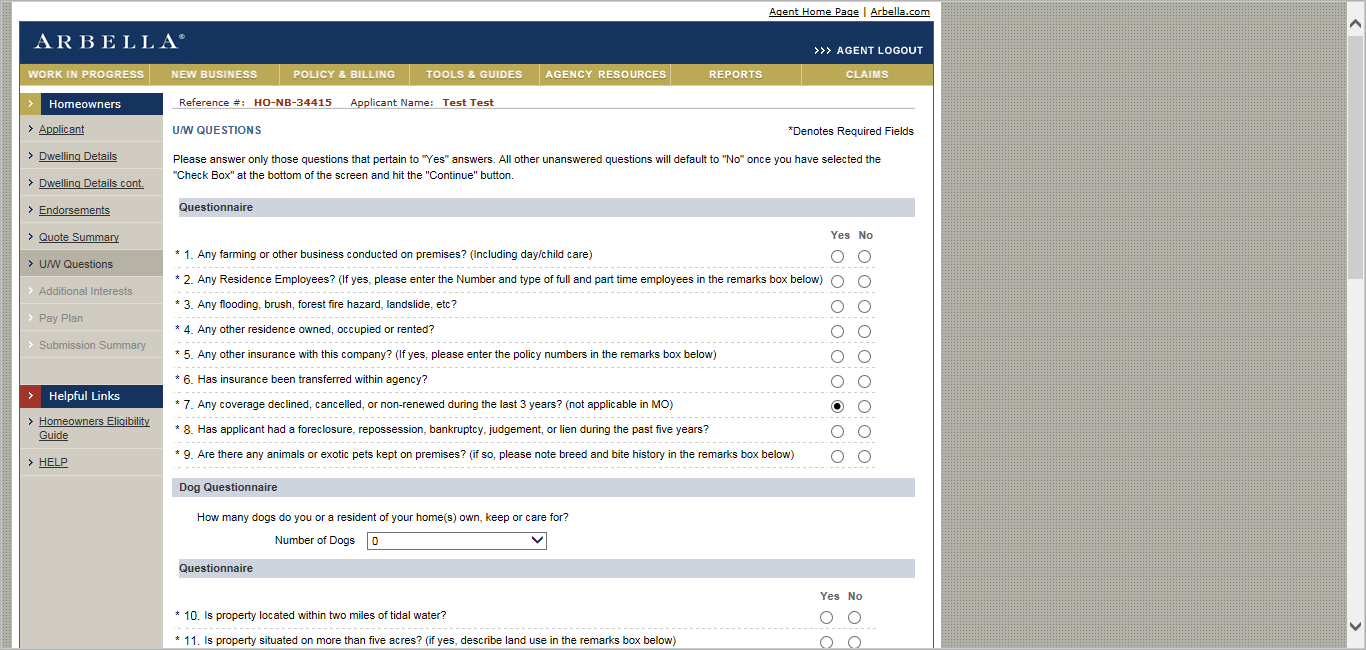 Agent Home Page | Arbella.com
ARBELLA®
>>> AGENT LOGOUT
WORK IN PROGRESS NEW BUSINESS POLICY & BILLING TOOLS & GUIDES AGENCY RESOURCES REPORTS CLAIMS
Homeowners
Applicant
Dwelling Details
Dwelling Details cont.
Endorsements
Quote Summary
U/W Questions
Additional Interests
Pay Plan
Submission Summary
Helpful Links
Homeowners Eligibility
Guide
HELP
Reference #: HO-NB-34415 Applicant Name: Test Test
U/W QUESTIONS
*Denotes Required Fields
Please answer only those questions that pertain to "Yes" answers. All other unanswered questions will default to "No" once you have selected the
"Check Box" at the bottom of the screen and hit the "Continue" button.
Questionnaire
Yes No
* 1. Any farming or other business conducted on premises? (Including day/child care)
* 2. Any Residence Employees? (If yes, please enter the Number and type of full and part time employees in the remarks box below)
* 3. Any flooding, brush, forest fire hazard, landslide, etc?
* 4. Any other residence owned, occupied or rented?
* 5. Any other insurance with this company? (If yes, please enter the policy numbers in the remarks box below)
* 6. Has insurance been transferred within agency?
* 7. Any coverage declined, cancelled, or non-renewed during the last 3 years? (not applicable in MO)
* 8. Has applicant had a foreclosure, repossession, bankruptcy, judgement, or lien during the past five years?
* 9. Are there any animals or exotic pets kept on premises? (if so, please note breed and bite history in the remarks box below)
Dog Questionnaire
How many dogs do you or a resident of your home(s) own, keep or care for?
Number of Dogs 0
Questionnaire
Yes No
* 10. Is property located within two miles of tidal water?
* 11. Is property situated on more than five acres? (if yes, describe land use in the remarks box below)